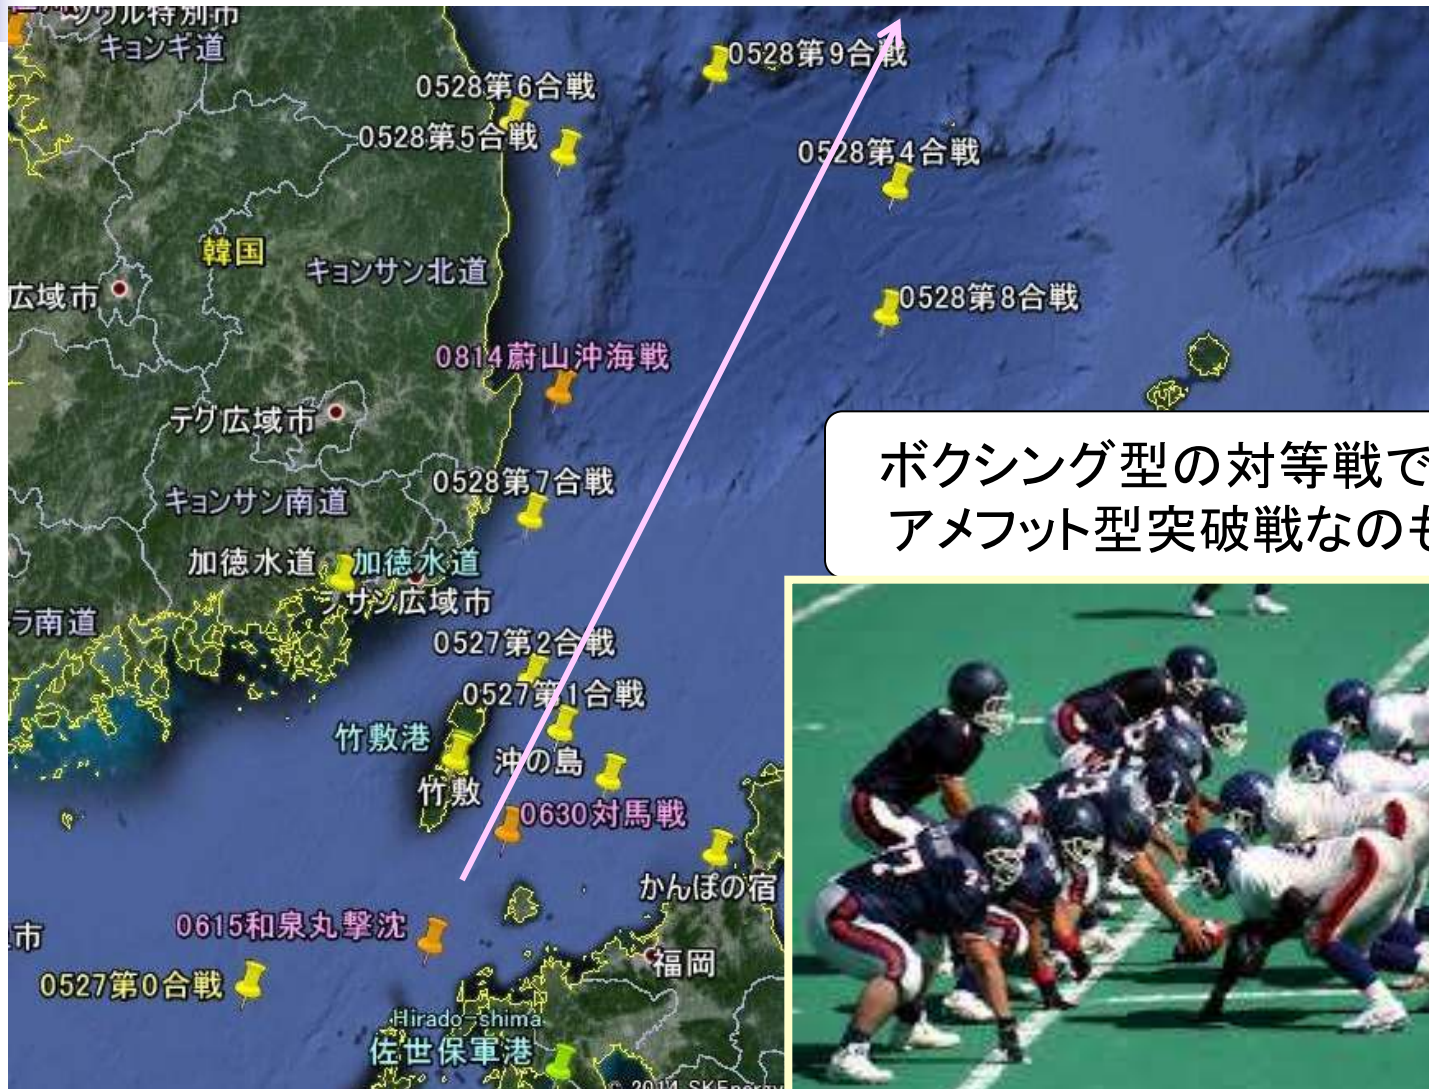 ソウル特別市
キョンギ道
0528第9合戦
0528第6合戦
0528第5合戦
0528第4合戦
韓国
キョンサン北道
広域市
0528第8合戦
0814蔚山沖海戦
テグ広域市
ボクシング型の対等戦で
アメフット型突破戦なのも
0528第7合戦
キョンサン南道
加徳水道
加徳水道
プサン広域市
ラ南道
0527第2合戦
0527第1合戦
竹敷港
沖の島
竹敷
0630対馬戦
かんぽの宿
0615和泉丸撃沈
市
福岡
0527第0合戦
Hirado-shima
佐世保軍港
© 2014 SKEnergy